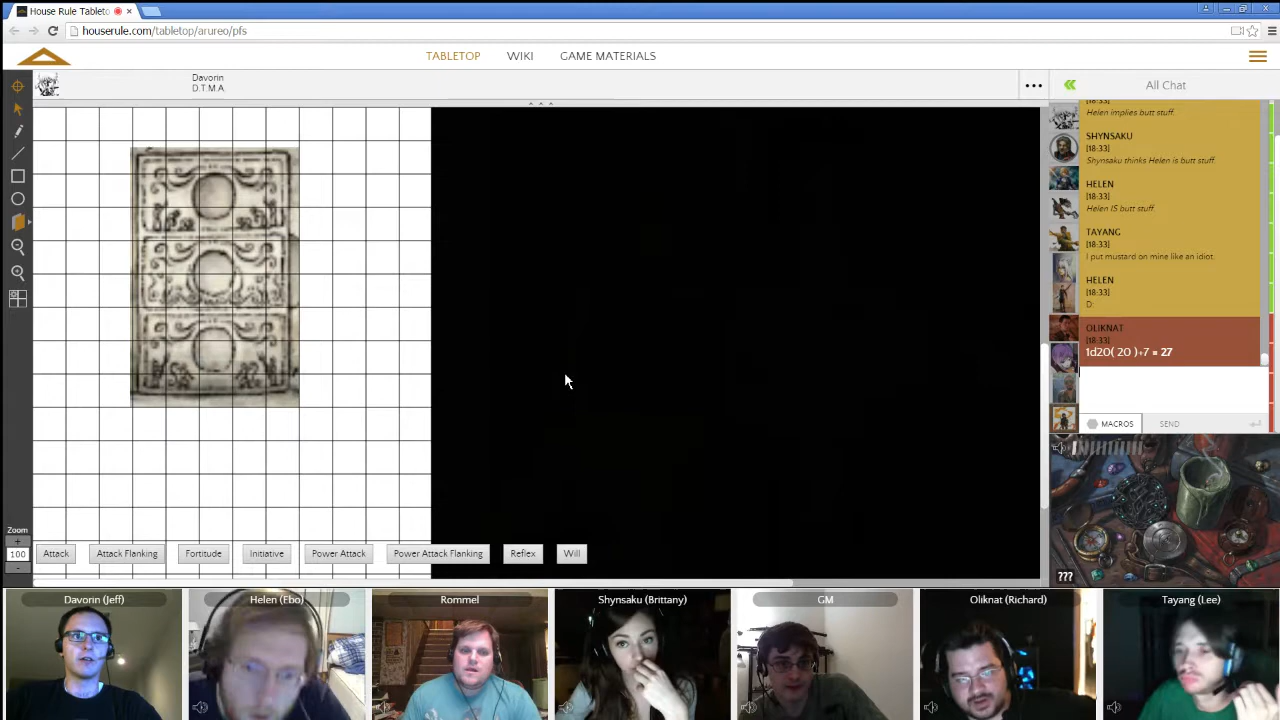 House Rule Tableto
houserule.com/tabletop/arureo/pfs
TABLETOP WIKI GAME MATERIALS
Davorin
D.T.M.A.
All Chat
[18:33]
Helen implies butt stuff.
SHYNSAKU
[18:33]
Shynsaku thinks Helen is butt stuff.
HELEN
[18:33]
Helen IS butt stuff.
TAYANG
[18:33]
I put mustard on mine like an idiot.
HELEN
[18:33]
D:
OLIKNAT
[18:33]
1d20( 20 )+7 = 27
MACROS SEND
Zoom
+
100
-
Attack Attack Flanking Fortitude Initiative Power Attack Power Attack Flanking Reflex Will
???
Davorin (Jeff) Helen (Ebo) Rommel Shynsaku (Brittany) GM Oliknat (Richard) Tayang (Lee)